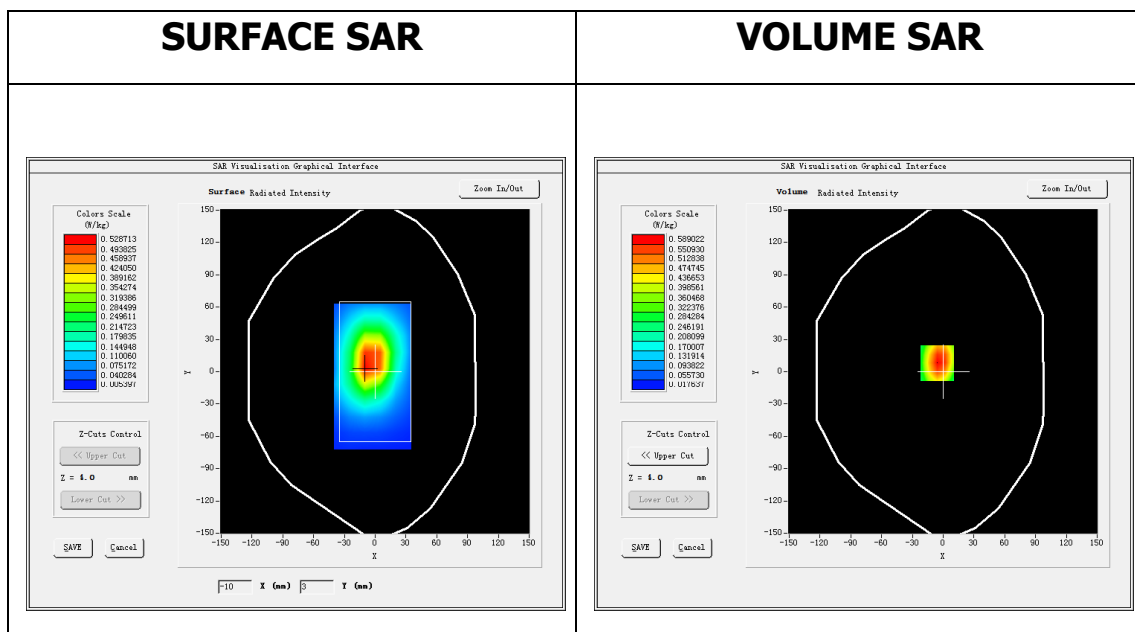 SURFACE SAR
VOLUME SAR
SAR Visualisation Graphical Interface
Surface Radiated Intensity
Zoom In/Out
Colors Scale
(W/kg)
0.528713
0.493825
0.458937
0.424050
0.389162
0.354274
0.319386
0.284499
0.249611
0.214723
0.179835
0.144948
0.110060
0.075172
0.040284
0.005397
150
120
90
60
30
0
-30
-60
-90
-120
-150
Y
-150 -120 -90 -60 -30 0 30 60 90 120 150
X
Z-Cuts Control
<< Upper Cut
Z = 4.0 mm
Lower Cut >>
SAVE Cancel
-10 X (mm) 3 Y (mm)
SAR Visualisation Graphical Interface
Volume Radiated Intensity
Zoom In/Out
Colors Scale
(W/kg)
0.589022
0.550930
0.512838
0.474745
0.436653
0.398561
0.360468
0.322376
0.284284
0.246191
0.208099
0.170007
0.131914
0.093822
0.055730
0.017637
150
120
90
60
30
0
-30
-60
-90
-120
-150
Y
-150 -120 -90 -60 -30 0 30 60 90 120 150
X
Z-Cuts Control
<< Upper Cut
Z = 4.0 mm
Lower Cut >>
SAVE Cancel